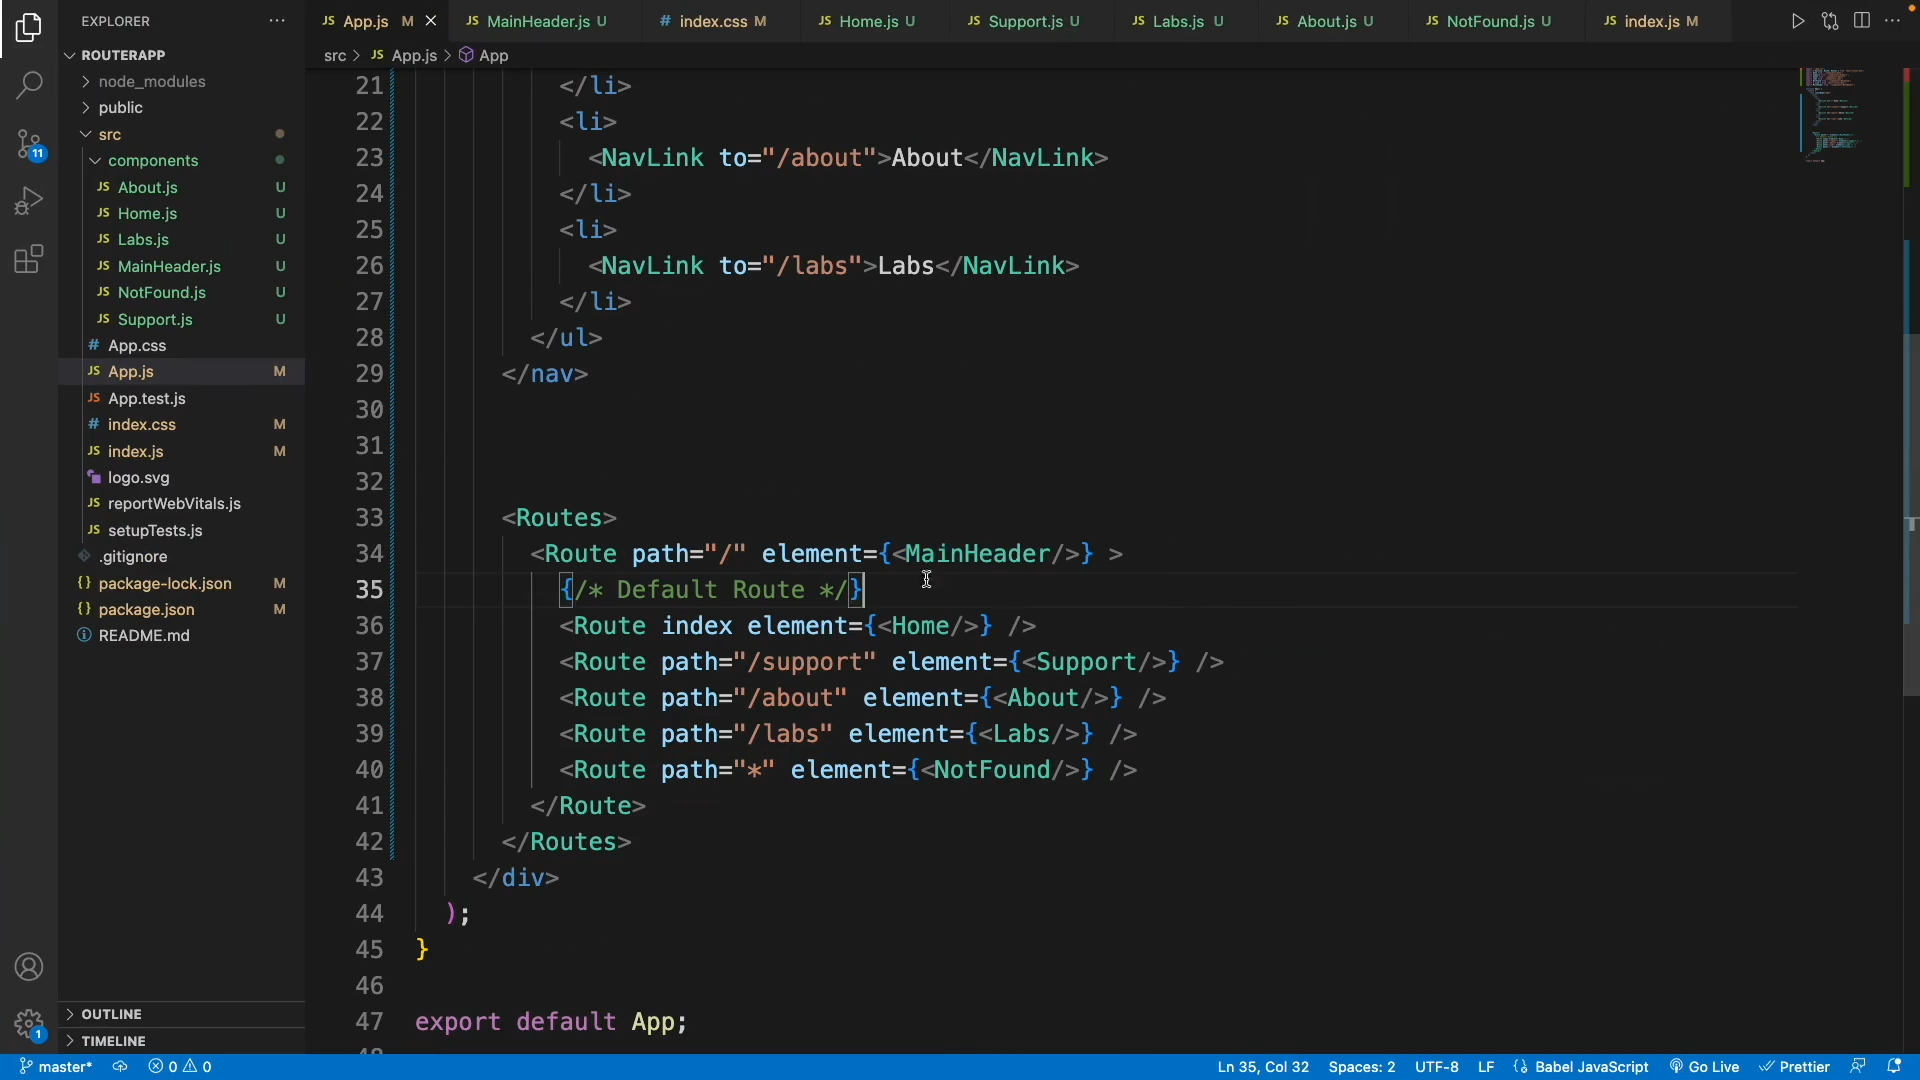 EXPLORER
ROUTERAPP
node_modules
public
src
components
JS About.js U
JS Home.js U
JS Labs.js U
JS MainHeader.js U
JS NotFound.js U
JS Support.js U
# App.css
JS App.js M
JS App.test.js
# index.css M
JS index.js M
logo.svg
JS reportWebVitals.js
JS setupTests.js
.gitignore
{} package-lock.json M
{} package.json M
README.md
OUTLINE
TIMELINE
11
1
JS App.js M
JS MainHeader.js U
# index.css M
JS Home.js U
JS Support.js U
JS Labs.js U
JS About.js U
JS NotFound.js U
JS index.js M
src > JS App.js > App
21 </li>
22 <li>
23 <NavLink to="/about">About</NavLink>
24 </li>
25 <li>
26 <NavLink to="/labs">Labs</NavLink>
27 </li>
28 </ul>
29 </nav>
30
31
32
33 <Routes>
34 <Route path="/" element={<MainHeader/>} >
35 {/* Default Route */}
36 <Route index element={<Home/>} />
37 <Route path="/support" element={<Support/>} />
38 <Route path="/about" element={<About/>} />
39 <Route path="/labs" element={<Labs/>} />
40 <Route path="*" element={<NotFound/>} />
41 </Route>
42 </Routes>
43 </div>
44 );
45 }
46
47 export default App;
master* 0 0 Ln 35, Col 32 Spaces: 2 UTF-8 LF {} Babel JavaScript Go Live Prettier